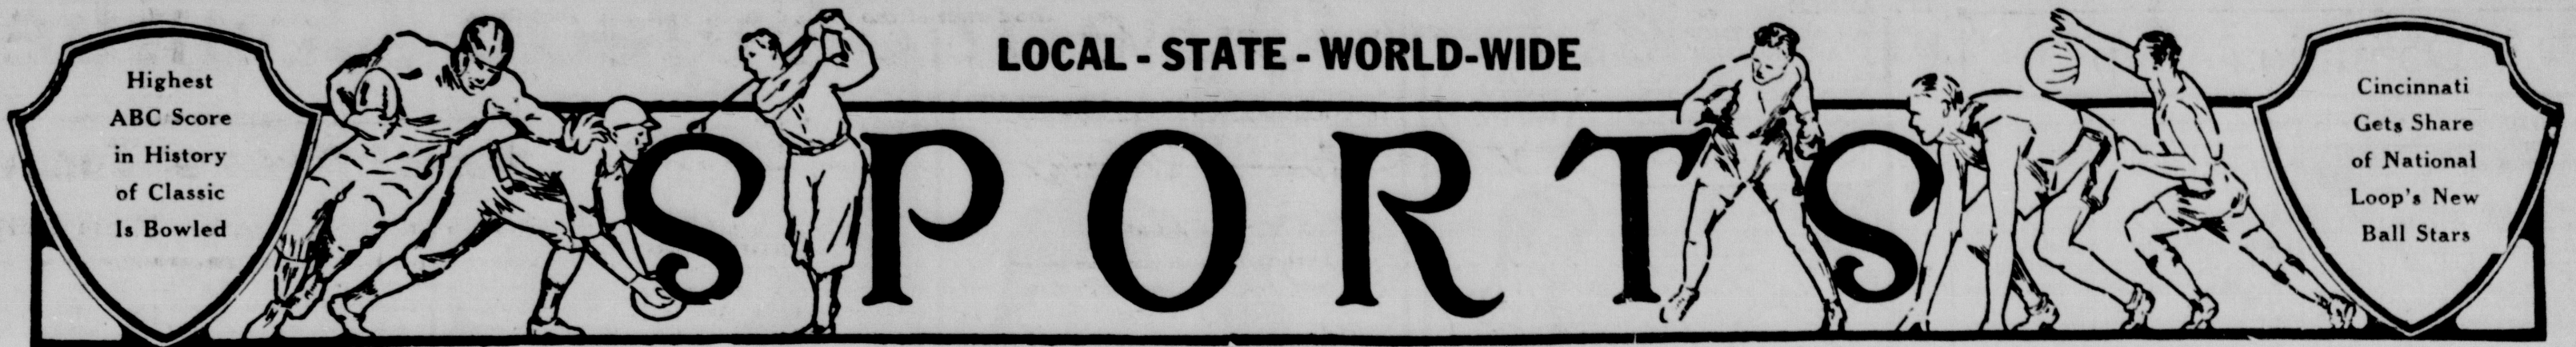 Highest
ABC Score
in History
of Classic
Is Bowled
LOCAL - STATE - WORLD-WIDE
SPORTS
Cincinnati
Gets Share
of National
Loop's New
Ball Stars